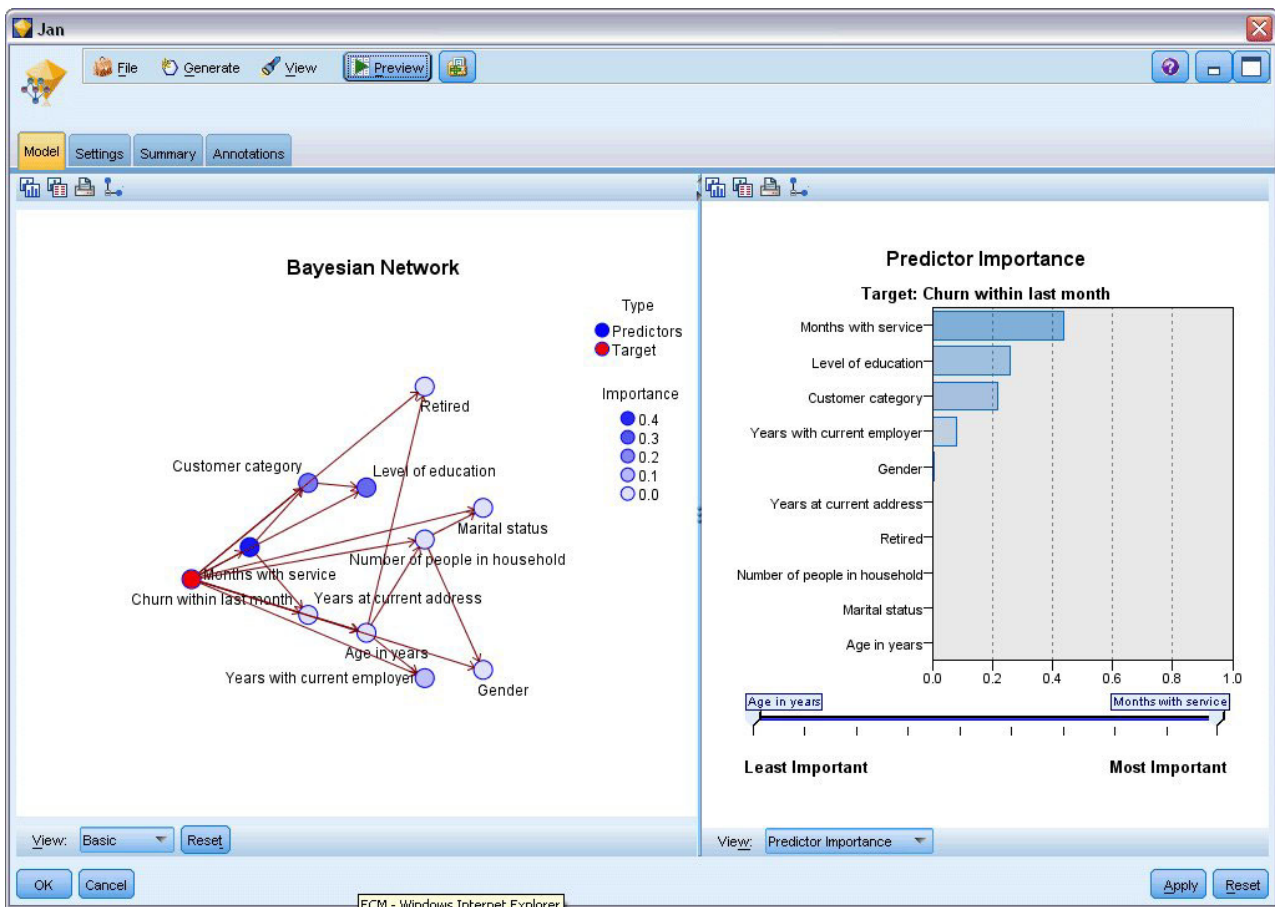 Jan
File Generate View Preview
Model Settings Summary Annotations
Bayesian Network
Type
Predictors
Target
Importance
0.4
0.3
0.2
0.1
0.0
Retired
Customer category
Level of education
Marital status
Number of people in household
Months with service
Churn within last month
Years at current address
Age in years
Years with current employer
Gender
View: Basic Reset
Predictor Importance
Target: Churn within last month
Months with service
Level of education
Customer category
Years with current employer
Gender
Years at current address
Retired
Number of people in household
Marital status
Age in years
0.0 0.2 0.4 0.6 0.8 1.0
Age in years Months with service
Least Important Most Important
View: Predictor Importance
OK Cancel Apply Reset
ECM - Windows Internet Explorer